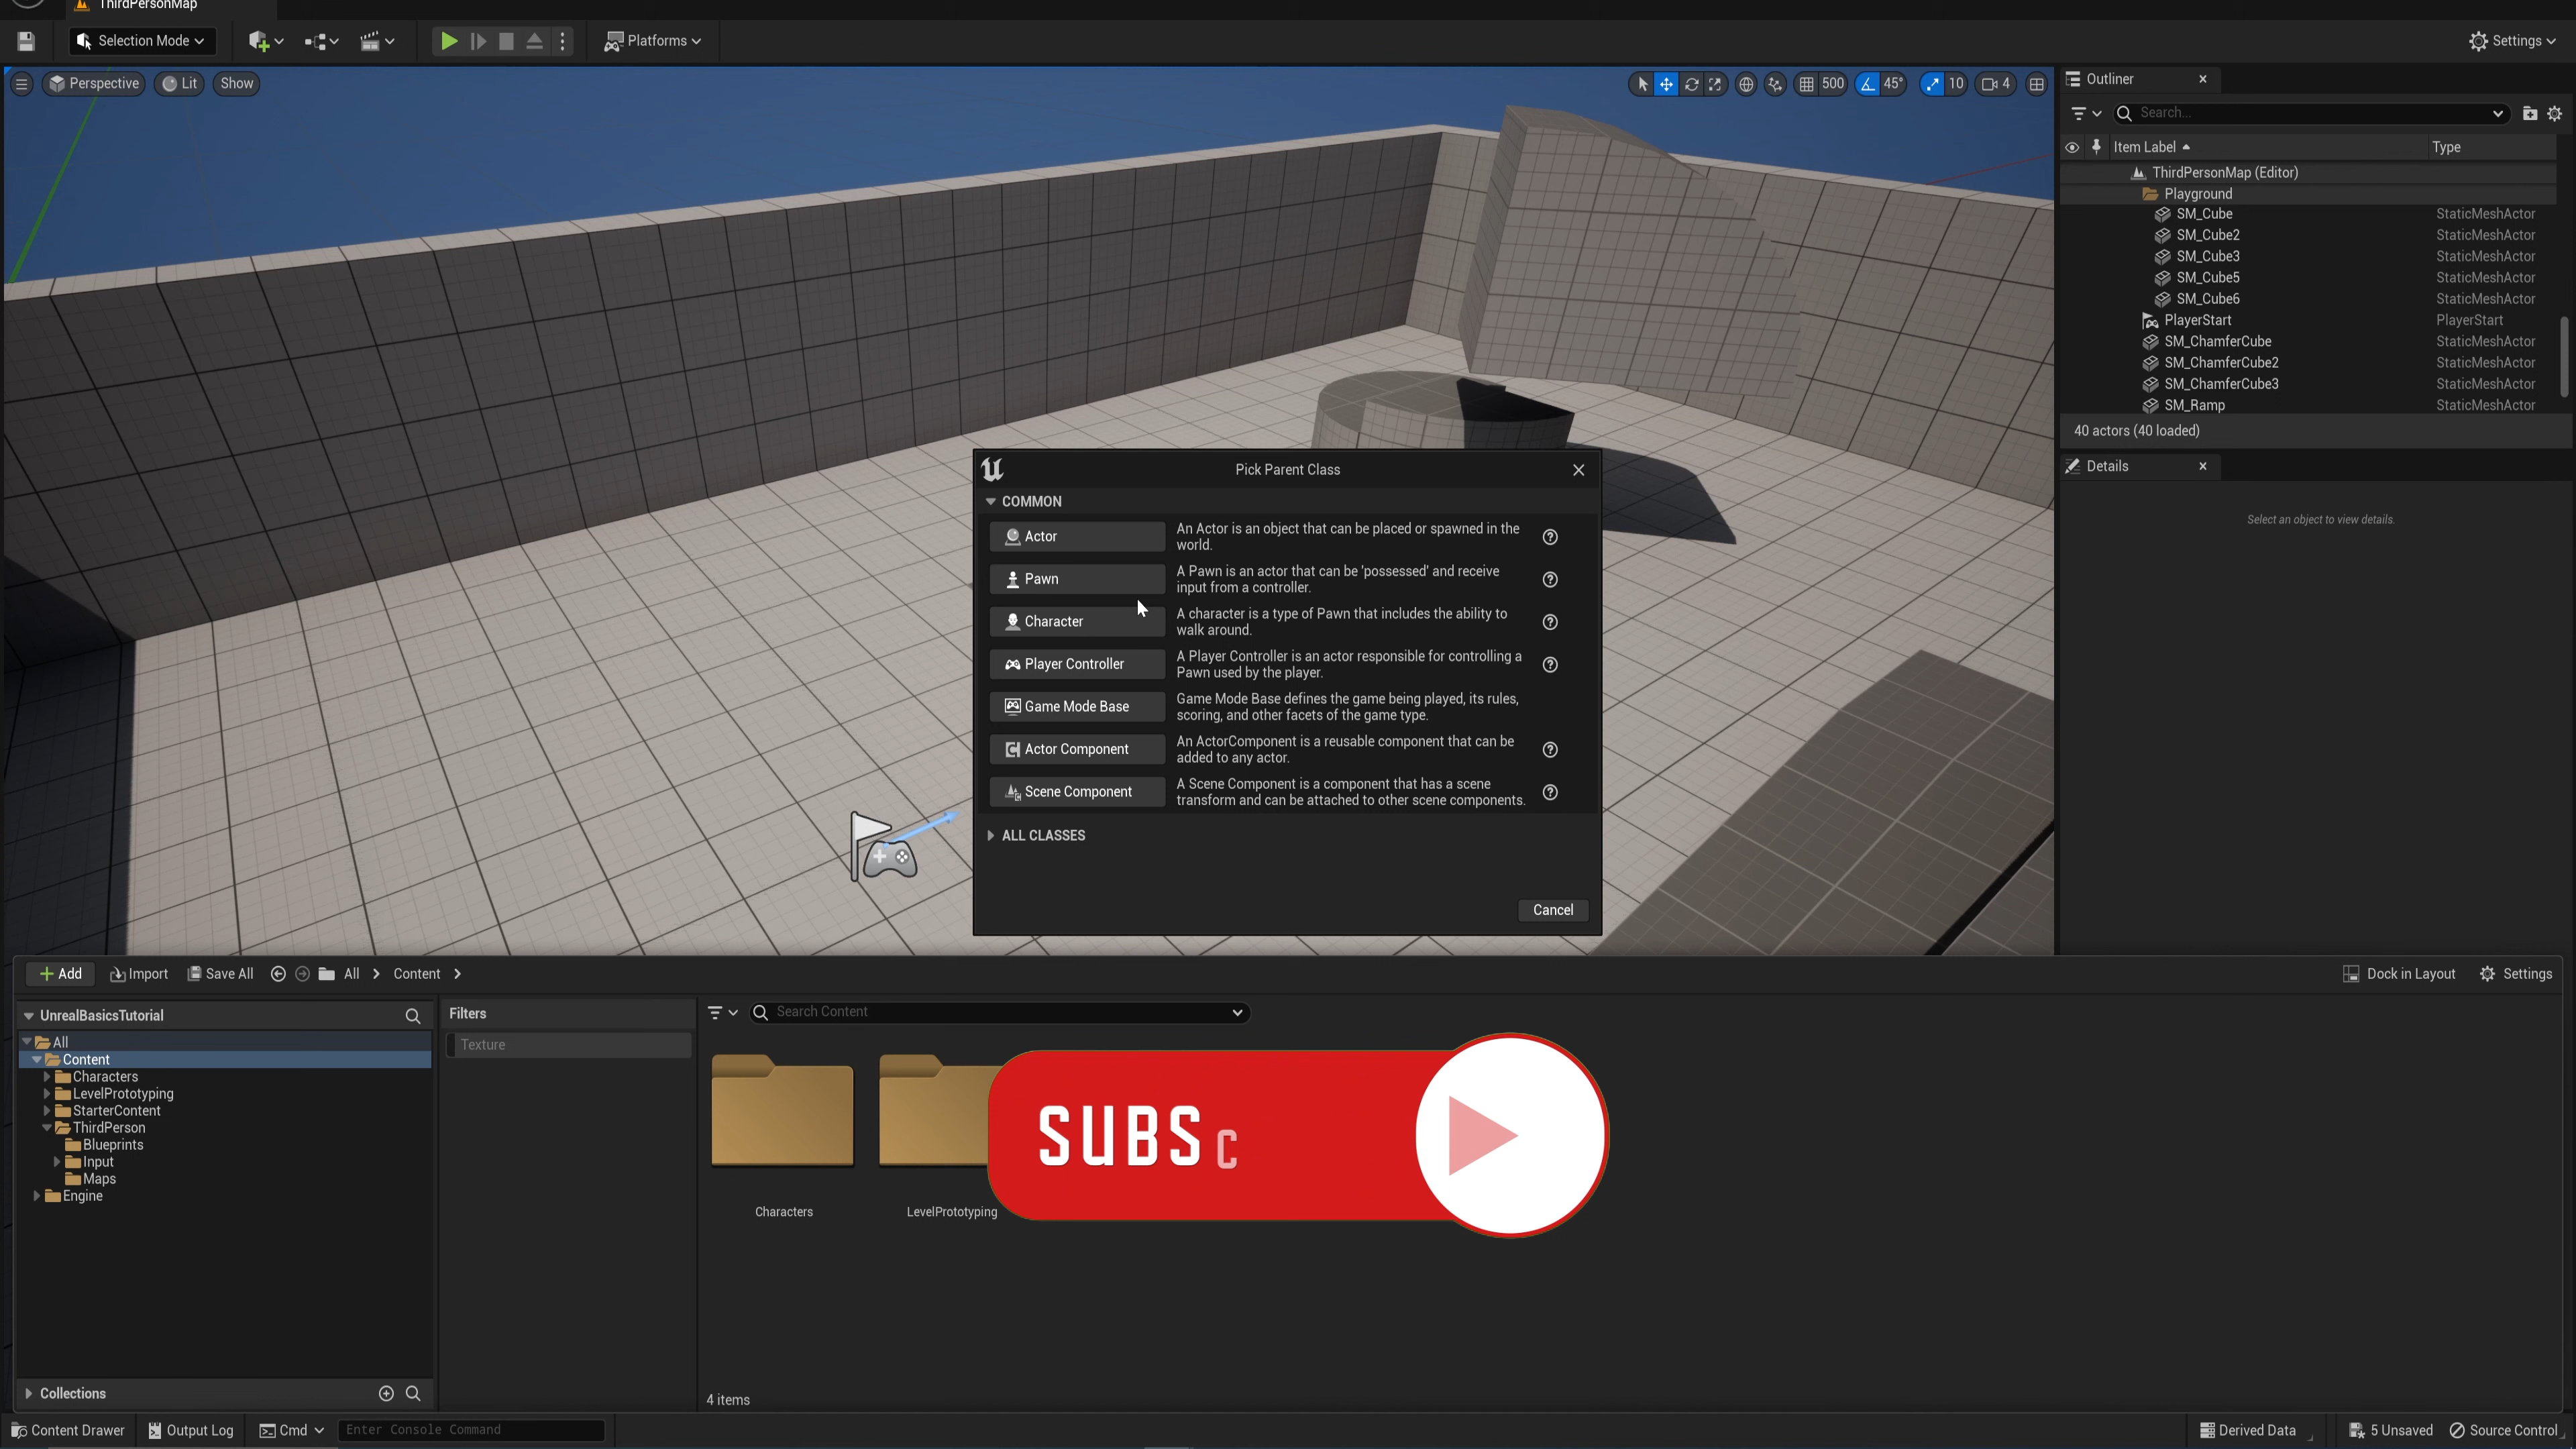 ThirdPersonMap
Selection Mode
Platforms
Settings
Perspective
Lit
Show
500
45°
10
4
Outliner
Search...
Item Label
Type
ThirdPersonMap (Editor)
Playground
SM_Cube StaticMeshActor
SM_Cube2 StaticMeshActor
SM_Cube3 StaticMeshActor
SM_Cube5 StaticMeshActor
SM_Cube6 StaticMeshActor
PlayerStart PlayerStart
SM_ChamferCube StaticMeshActor
SM_ChamferCube2 StaticMeshActor
SM_ChamferCube3 StaticMeshActor
SM_Ramp StaticMeshActor
40 actors (40 loaded)
Details
Select an object to view details.
Pick Parent Class
COMMON
Actor
An Actor is an object that can be placed or spawned in the
world.
Pawn
A Pawn is an actor that can be 'possessed' and receive
input from a controller.
Character
A character is a type of Pawn that includes the ability to
walk around.
Player Controller
A Player Controller is an actor responsible for controlling a
Pawn used by the player.
Game Mode Base
Game Mode Base defines the game being played, its rules,
scoring, and other facets of the game type.
Actor Component
An ActorComponent is a reusable component that can be
added to any actor.
Scene Component
A Scene Component is a component that has a scene
transform and can be attached to other scene components.
ALL CLASSES
Cancel
Add
Import
Save All
All
Content
Dock in Layout
Settings
UnrealBasicsTutorial
All
Content
Characters
LevelPrototyping
StarterContent
ThirdPerson
Blueprints
Input
Maps
Engine
Collections
Filters
Texture
Search Content
Characters
LevelPrototyping
SUBSC
4 items
Content Drawer
Output Log
Cmd
Enter Console Command
Derived Data
5 Unsaved
Source Control